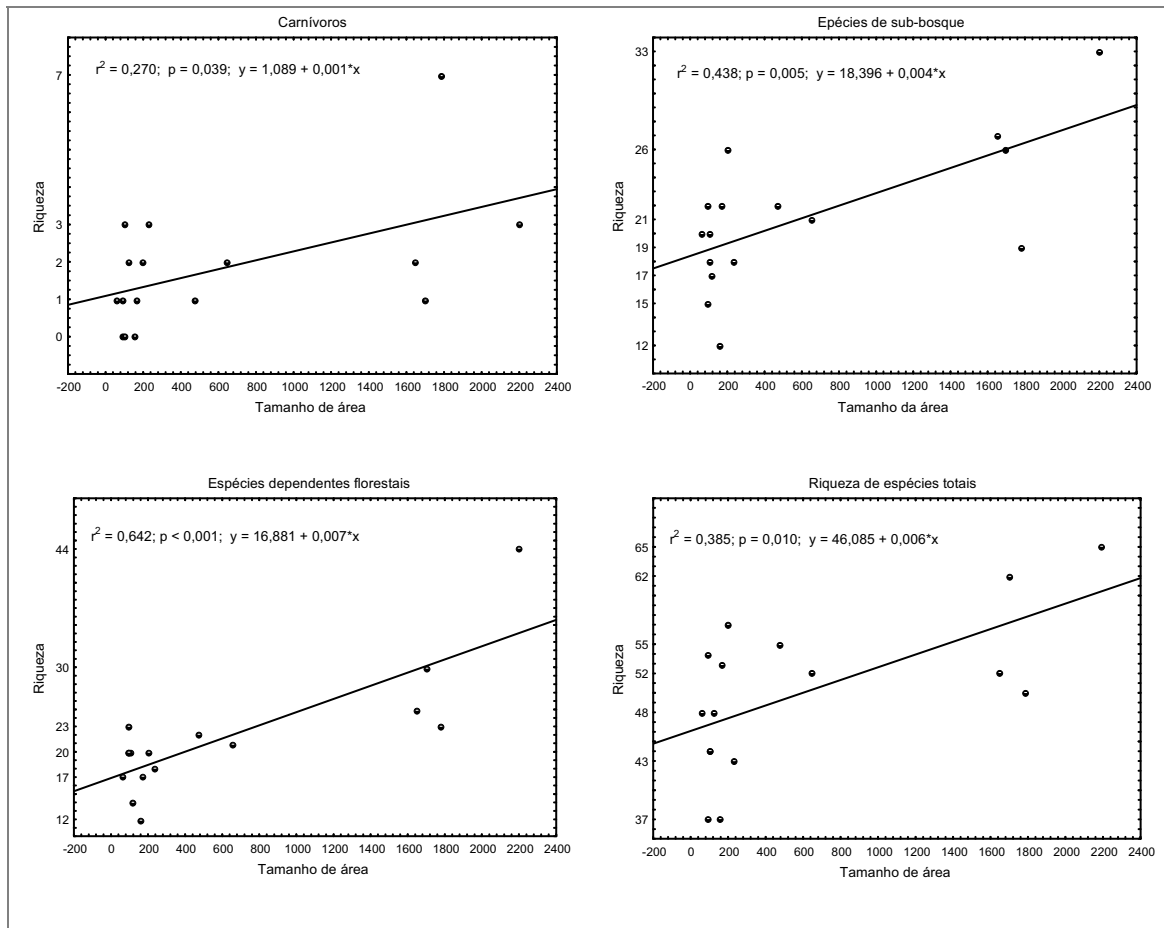 Carnívoros
r² = 0,270; p = 0,039; y = 1,089 + 0,001*x
7
3
2
1
0
Riqueza
-200 0 200 400 600 800 1000 1200 1400 1600 1800 2000 2200 2400
Tamanho de área
Epécies de sub-bosque
r² = 0,438; p = 0,005; y = 18,396 + 0,004*x
33
26
21
19
17
15
12
Riqueza
-200 0 200 400 600 800 1000 1200 1400 1600 1800 2000 2200 2400
Tamanho da área
Espécies dependentes florestais
r² = 0,642; p < 0,001; y = 16,881 + 0,007*x
44
30
23
20
17
12
Riqueza
-200 0 200 400 600 800 1000 1200 1400 1600 1800 2000 2200 2400
Tamanho de área
Riqueza de espécies totais
r² = 0,385; p = 0,010; y = 46,085 + 0,006*x
65
62
55
52
48
43
37
Riqueza
-200 0 200 400 600 800 1000 1200 1400 1600 1800 2000 2200 2400
Tamanho de área